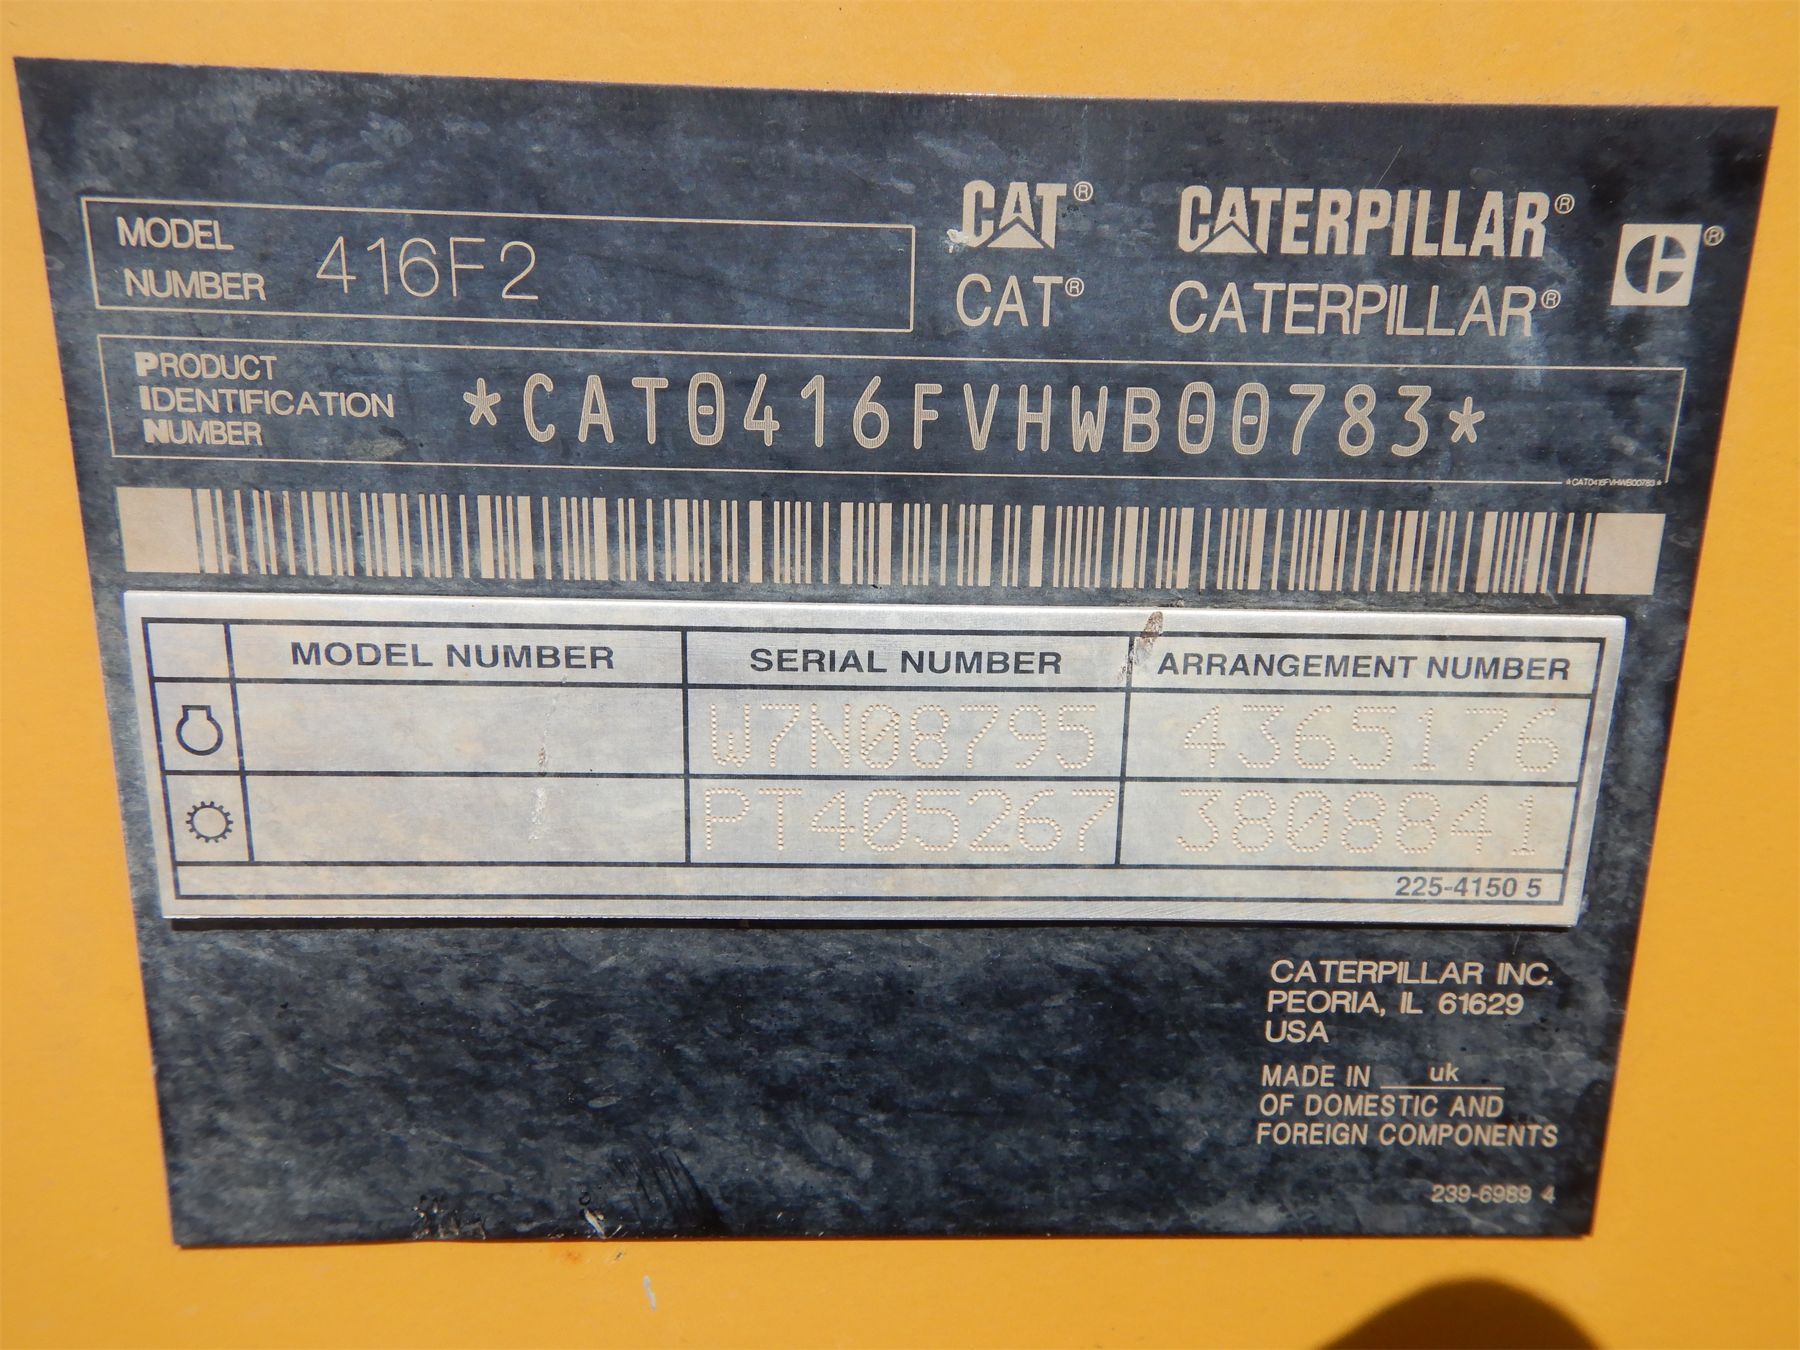 MODEL
NUMBER 416F2
CAT® CATERPILLAR®
CAT® CATERPILLAR®
PRODUCT
IDENTIFICATION
NUMBER
*CAT0416FVHWB00783*
*CAT0416FVHWB00783*
MODEL NUMBER SERIAL NUMBER ARRANGEMENT NUMBER
W7N08795 4365176
PT405267 3808841
225-4150 5
CATERPILLAR INC.
PEORIA, IL 61629
USA
MADE IN uk
OF DOMESTIC AND
FOREIGN COMPONENTS
239-6989 4